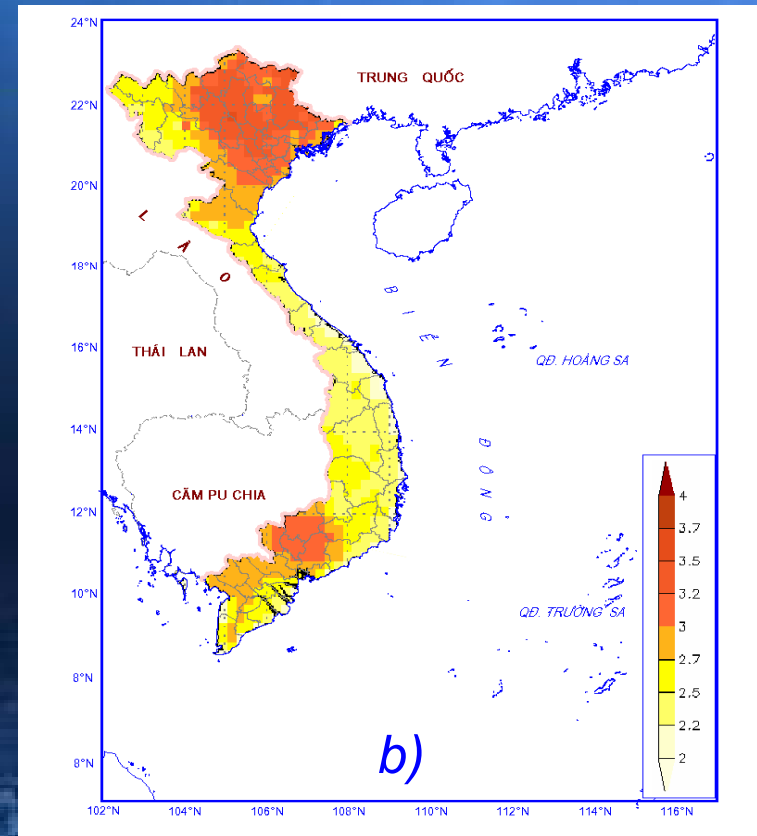 24°N
TRUNG QUỐC
22°N
20°N
L À O
18°N
B I Ể N
THÁI LAN
16°N
QĐ. HOÀNG SA
14°N
Đ Ô N G
CĂM PU CHIA
12°N
10°N
QĐ. TRƯỜNG SA
8°N
8°N
b)
4
3.7
3.5
3.2
3
2.7
2.5
2.2
2
102°N 104°N 106°N 108°N 110°N 112°N 114°N 116°N